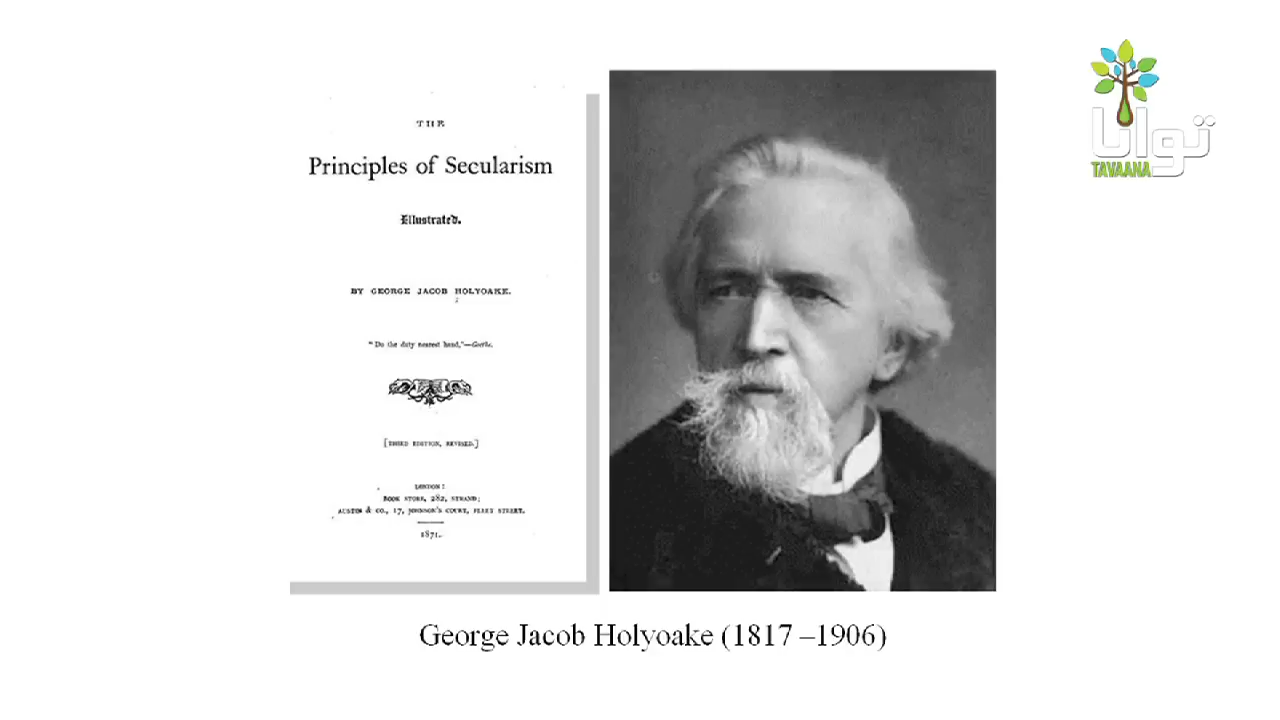 THE
Principles of Secularism
Illustrated.
BY GEORGE JACOB HOLYOAKE.
"Do the duty nearest hand,"—Goethe.
[THIRD EDITION, REVISED.]
LONDON:
BOOK STORE, 282, STRAND;
AUSTIN & CO., 17, JOHNSON'S COURT, FLEET STREET.
1871.
George Jacob Holyoake (1817 –1906)
توانا
TAVAANA